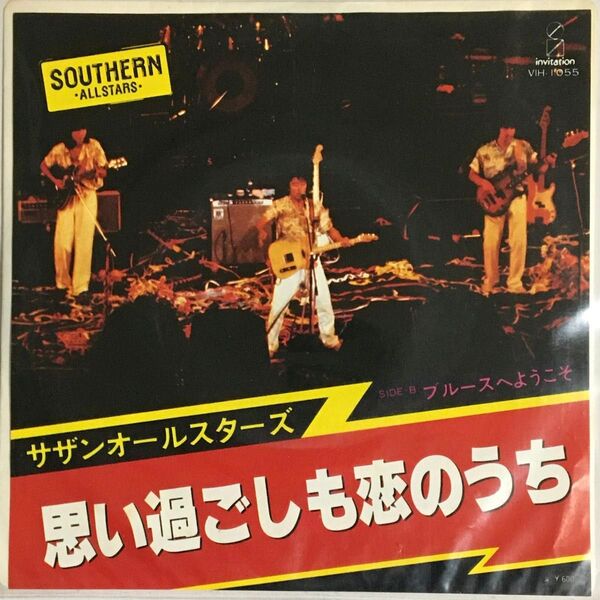 SOUTHERN
・ALLSTARS・
invitation
VIH-1055
SIDE B ブルースへようこそ
サザンオールスターズ
思い過ごしも恋のうち
¥600